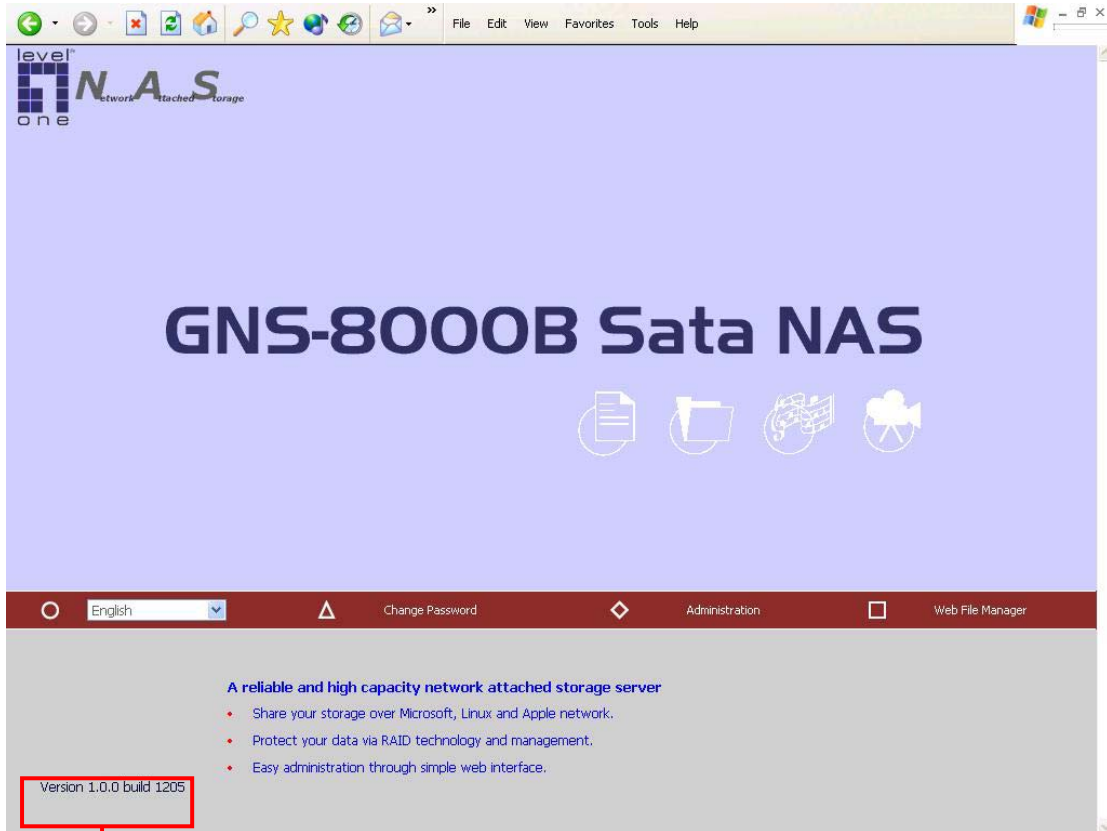 » File Edit View Favorites Tools Help
level
one
Network Attached Storage
GNS-8000B Sata NAS
English Change Password Administration Web File Manager
A reliable and high capacity network attached storage server
Share your storage over Microsoft, Linux and Apple network.
Protect your data via RAID technology and management.
Easy administration through simple web interface.
Version 1.0.0 build 1205